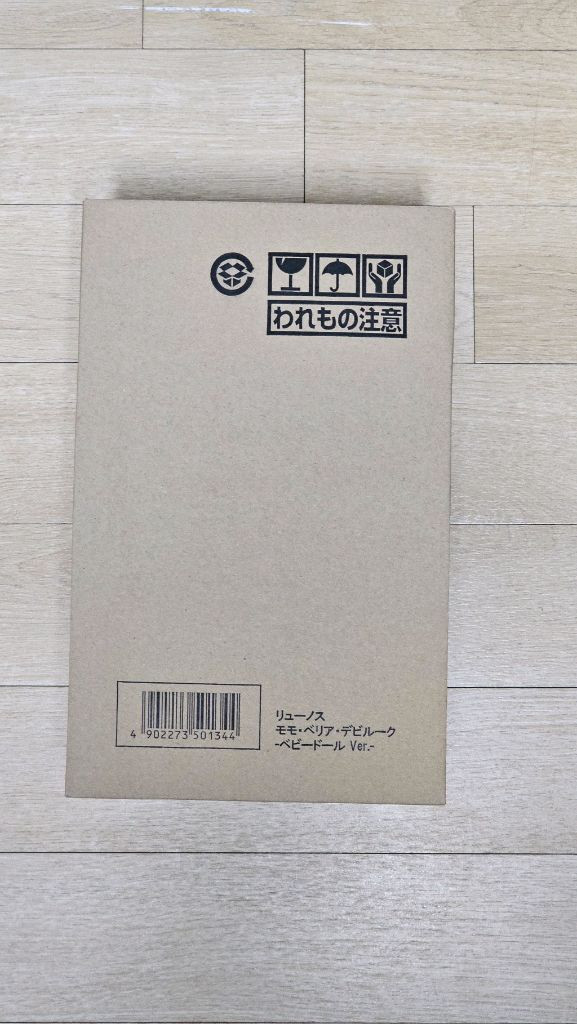 われもの注意
4 902273 501344
リューノス
モモ・ベリア・デビルーク
-ベビードール Ver.-